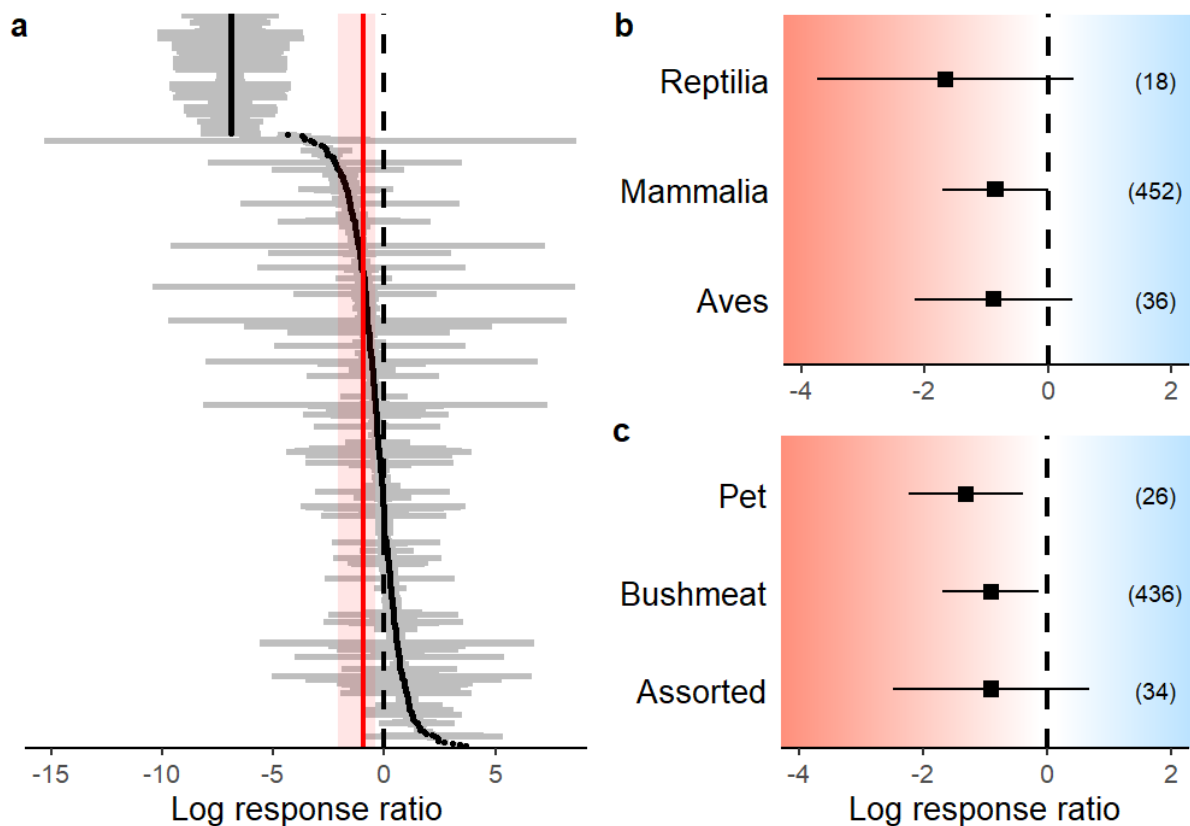 a
-15 -10 -5 0 5
Log response ratio
b
Reptilia (18)
Mammalia (452)
Aves (36)
-4 -2 0 2
c
Pet (26)
Bushmeat (436)
Assorted (34)
-4 -2 0 2
Log response ratio